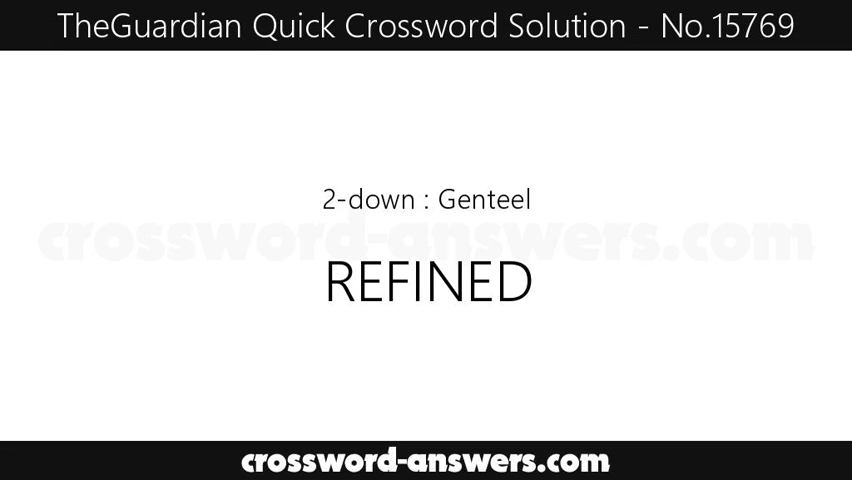 TheGuardian Quick Crossword Solution - No.15769
2-down : Genteel
crossword-answers.com
REFINED
crossword-answers.com